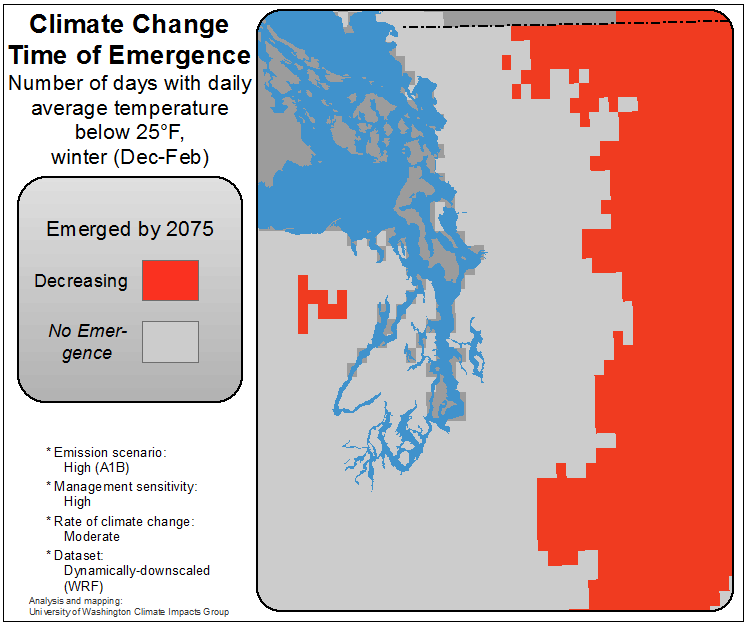 Climate Change
Time of Emergence
Number of days with daily
average temperature
below 25°F,
winter (Dec-Feb)
Emerged by 2075
Decreasing
No Emer-
gence
* Emission scenario:
High (A1B)
* Management sensitivity:
High
* Rate of climate change:
Moderate
* Dataset:
Dynamically-downscaled
(WRF)
Analysis and mapping:
University of Washington Climate Impacts Group